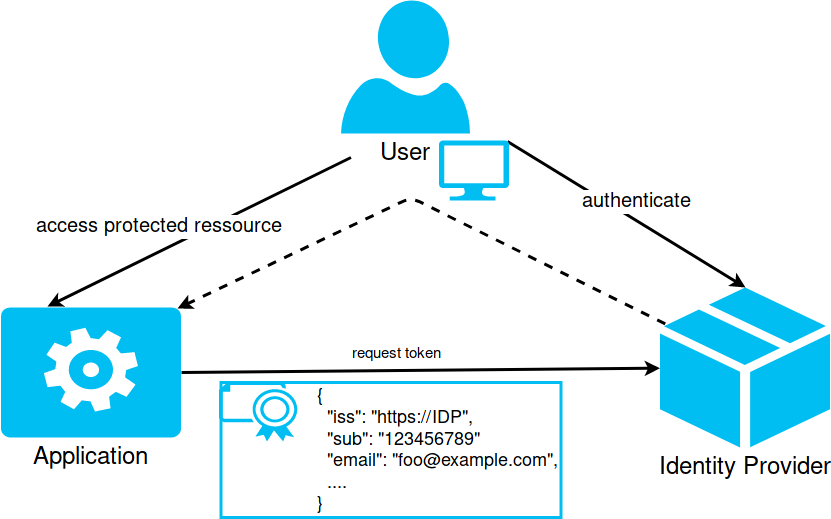 User
authenticate
access protected ressource
request token
{
"iss": "https://IDP",
"sub": "123456789"
"email": "foo@example.com",
....
}
Application
Identity Provider